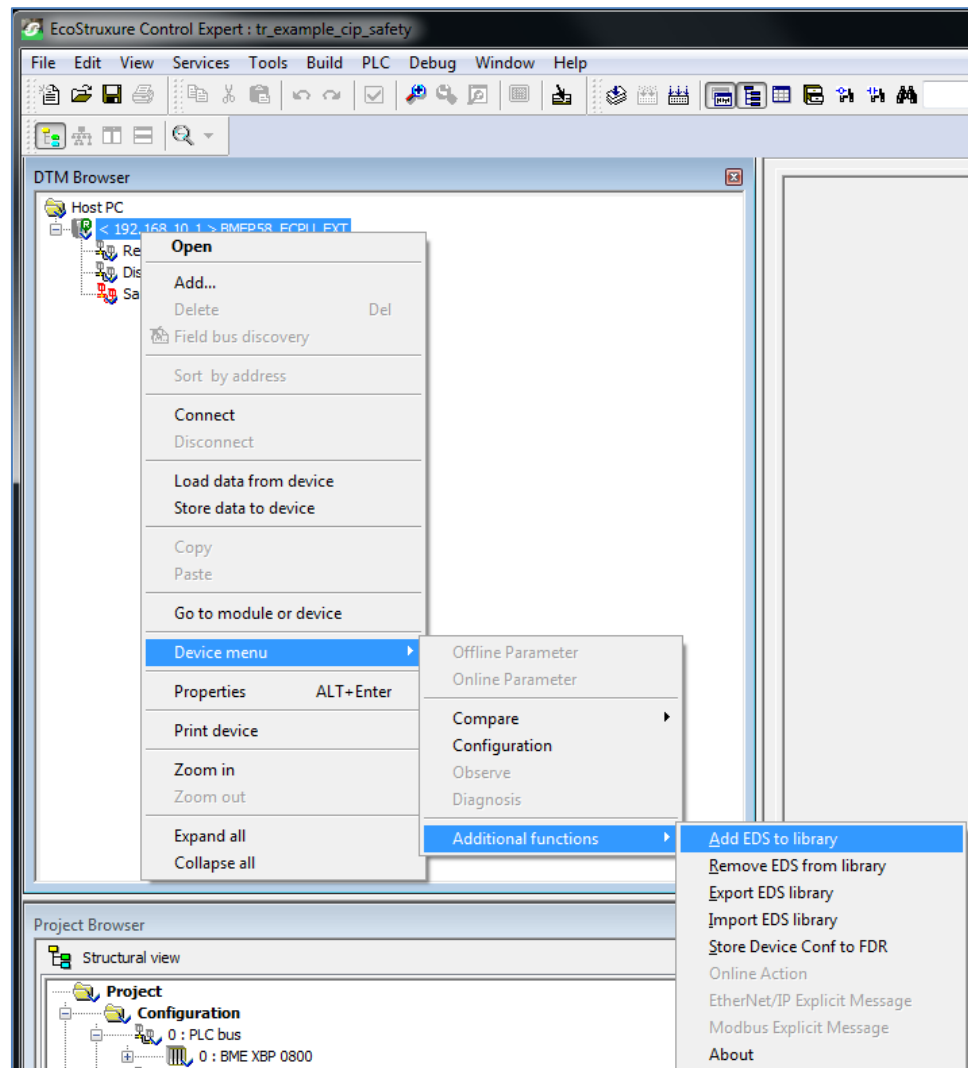 EcoStruxure Control Expert : tr_example_cip_safety
File Edit View Services Tools Build PLC Debug Window Help
DTM Browser
Host PC
< 192.168.10.1 > BMEP58_ECPU_EXT
Re
Dis
Sa
Open
Add...
Delete Del
Field bus discovery
Sort by address
Connect
Disconnect
Load data from device
Store data to device
Copy
Paste
Go to module or device
Device menu
Properties ALT+Enter
Print device
Zoom in
Zoom out
Expand all
Collapse all
Offline Parameter
Online Parameter
Compare
Configuration
Observe
Diagnosis
Additional functions
Add EDS to library
Remove EDS from library
Export EDS library
Import EDS library
Store Device Conf to FDR
Online Action
EtherNet/IP Explicit Message
Modbus Explicit Message
About
Project Browser
Structural view
Project
Configuration
0 : PLC bus
0 : BME XBP 0800